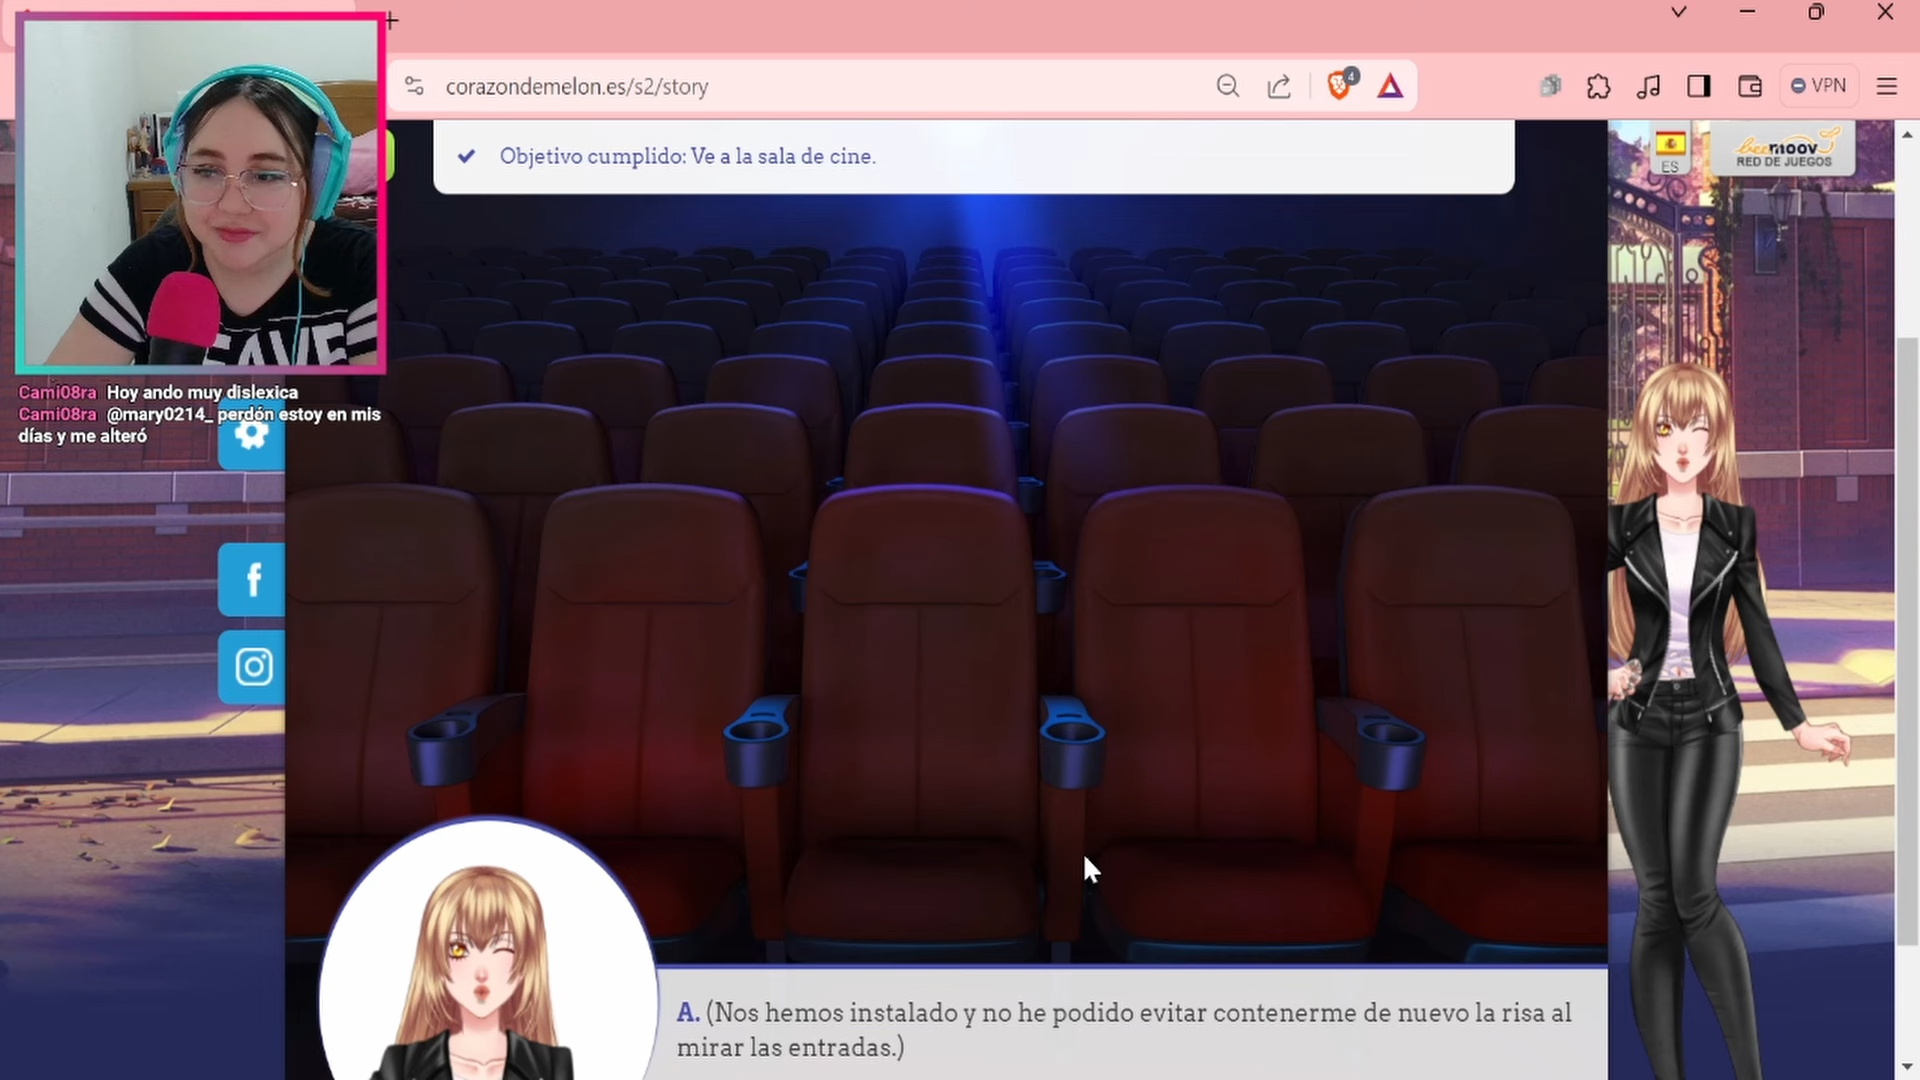 corazondemelon.es/s2/story
4
VPN
Objetivo cumplido: Ve a la sala de cine.
ES
beemoov
RED DE JUEGOS
Cami08ra Hoy ando muy dislexica
Cami08ra @mary0214_ perdón estoy en mis
días y me alteró
A. (Nos hemos instalado y no he podido evitar contenerme de nuevo la risa al
mirar las entradas.)